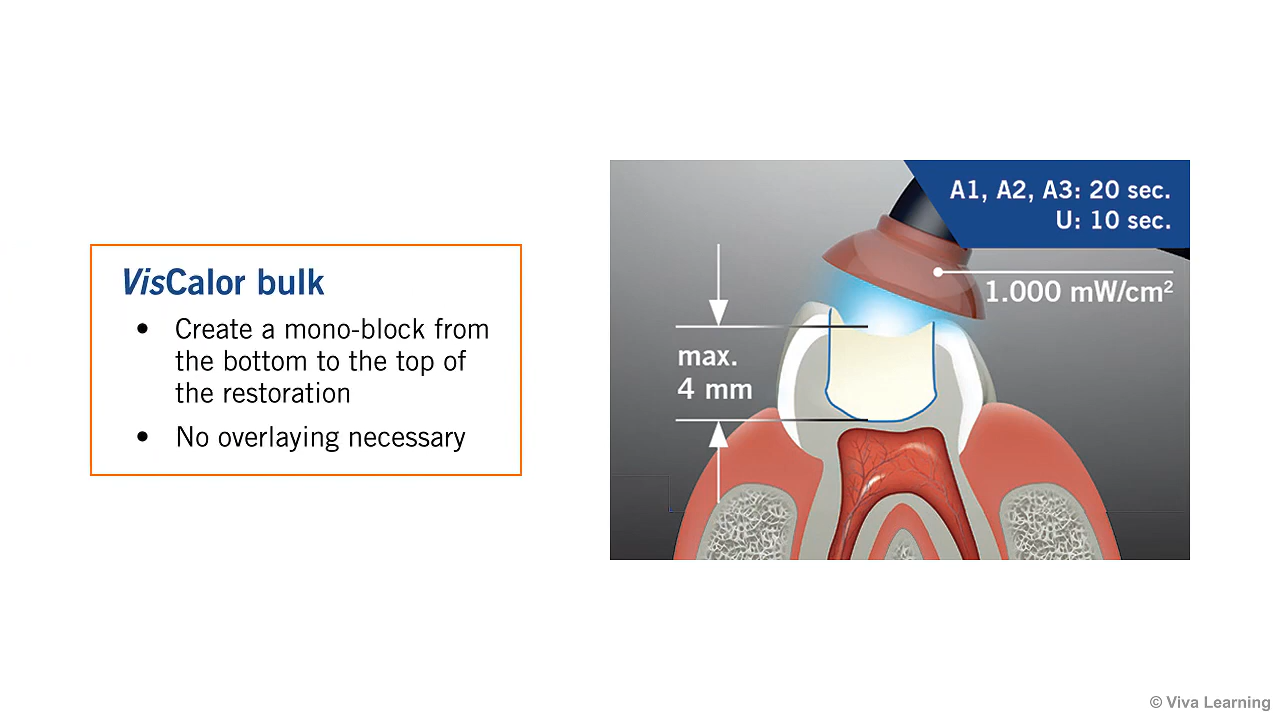 VisCalor bulk
• Create a mono-block from
the bottom to the top of
the restoration
• No overlaying necessary
A1, A2, A3: 20 sec.
U: 10 sec.
1.000 mW/cm²
max.
4 mm
© Viva Learning